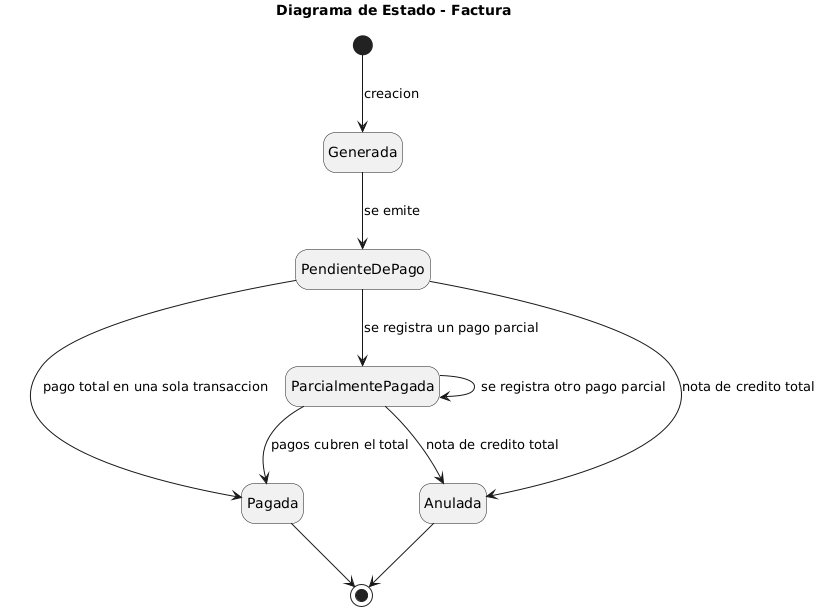 Diagrama de Estado - Factura
creacion
Generada
se emite
PendienteDePago
se registra un pago parcial
pago total en una sola transaccion
ParcialmentePagada
se registra otro pago parcial
nota de credito total
pagos cubren el total
nota de credito total
Pagada
Anulada